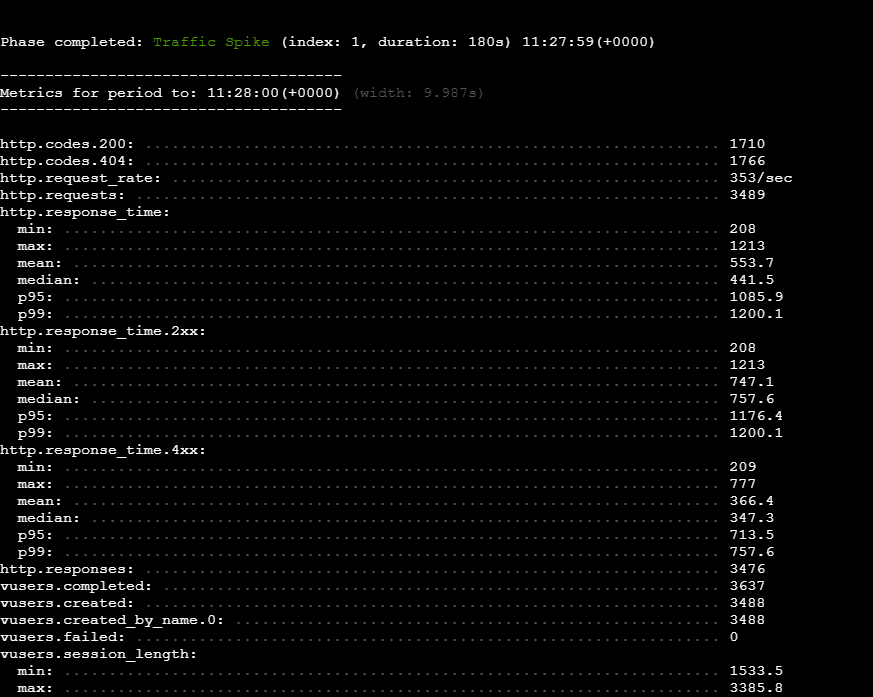 Phase completed: Traffic Spike (index: 1, duration: 180s) 11:27:59(+0000)
--------------------------------------
Metrics for period to: 11:28:00(+0000) (width: 9.987s)
--------------------------------------
http.codes.200: ................................................................ 1710
http.codes.404: ................................................................ 1766
http.request_rate: ............................................................. 353/sec
http.requests: ................................................................. 3489
http.response_time:
  min: ......................................................................... 208
  max: ......................................................................... 1213
  mean: ........................................................................ 553.7
  median: ...................................................................... 441.5
  p95: ......................................................................... 1085.9
  p99: ......................................................................... 1200.1
http.response_time.2xx:
  min: ......................................................................... 208
  max: ......................................................................... 1213
  mean: ........................................................................ 747.1
  median: ...................................................................... 757.6
  p95: ......................................................................... 1176.4
  p99: ......................................................................... 1200.1
http.response_time.4xx:
  min: ......................................................................... 209
  max: ......................................................................... 777
  mean: ........................................................................ 366.4
  median: ...................................................................... 347.3
  p95: ......................................................................... 713.5
  p99: ......................................................................... 757.6
http.responses: ................................................................ 3476
vusers.completed: .............................................................. 3637
vusers.created: ................................................................ 3488
vusers.created_by_name.0: ...................................................... 3488
vusers.failed: ................................................................. 0
vusers.session_length:
  min: ......................................................................... 1533.5
  max: ......................................................................... 3385.8